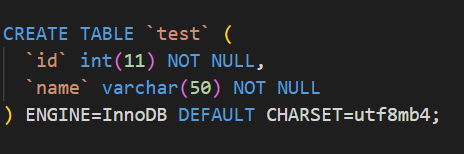 CREATE TABLE `test` (
  `id` int(11) NOT NULL,
  `name` varchar(50) NOT NULL
) ENGINE=InnoDB DEFAULT CHARSET=utf8mb4;